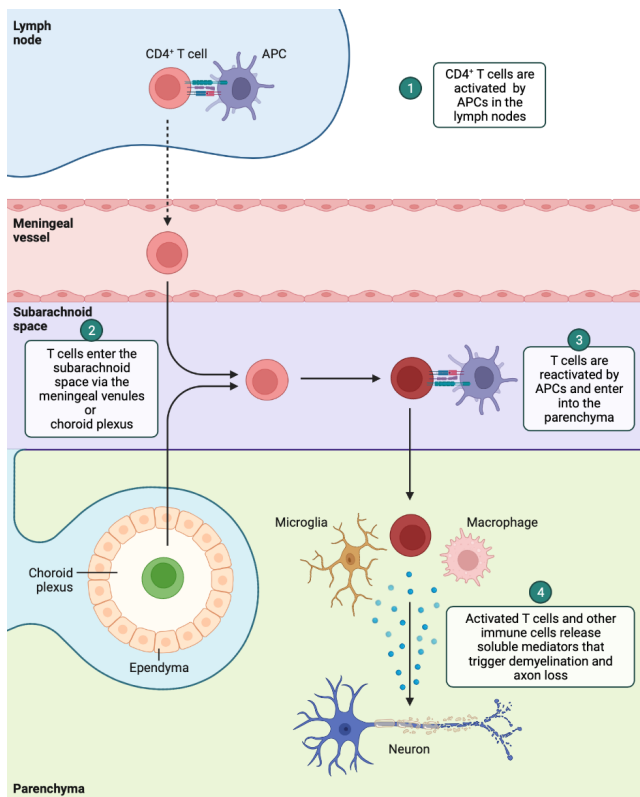 Lymph
node
CD4⁺ T cell
APC
1
CD4⁺ T cells are
activated by
APCs in the
lymph nodes
Meningeal
vessel
Subarachnoid
space
2
T cells enter the
subarachnoid
space via the
meningeal venules
or
choroid plexus
3
T cells are
reactivated by
APCs and enter
into the
parenchyma
Microglia
Macrophage
Choroid
plexus
Ependyma
4
Activated T cells and other
immune cells release
soluble mediators that
trigger demyelination and
axon loss
Neuron
Parenchyma